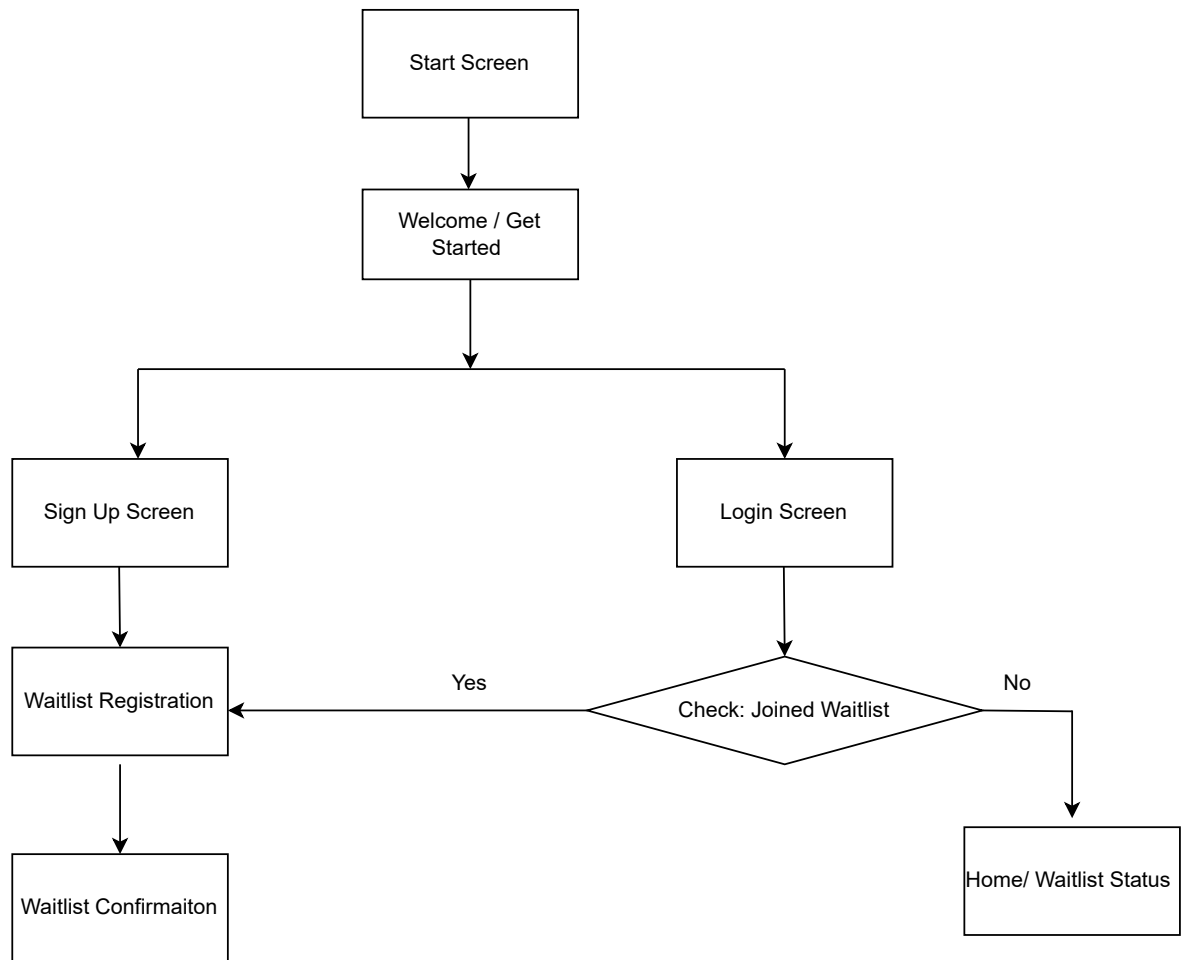 Start Screen
Welcome / Get
Started
Sign Up Screen
Login Screen
Waitlist Registration
Yes
Check: Joined Waitlist
No
Waitlist Confirmaiton
Home/ Waitlist Status